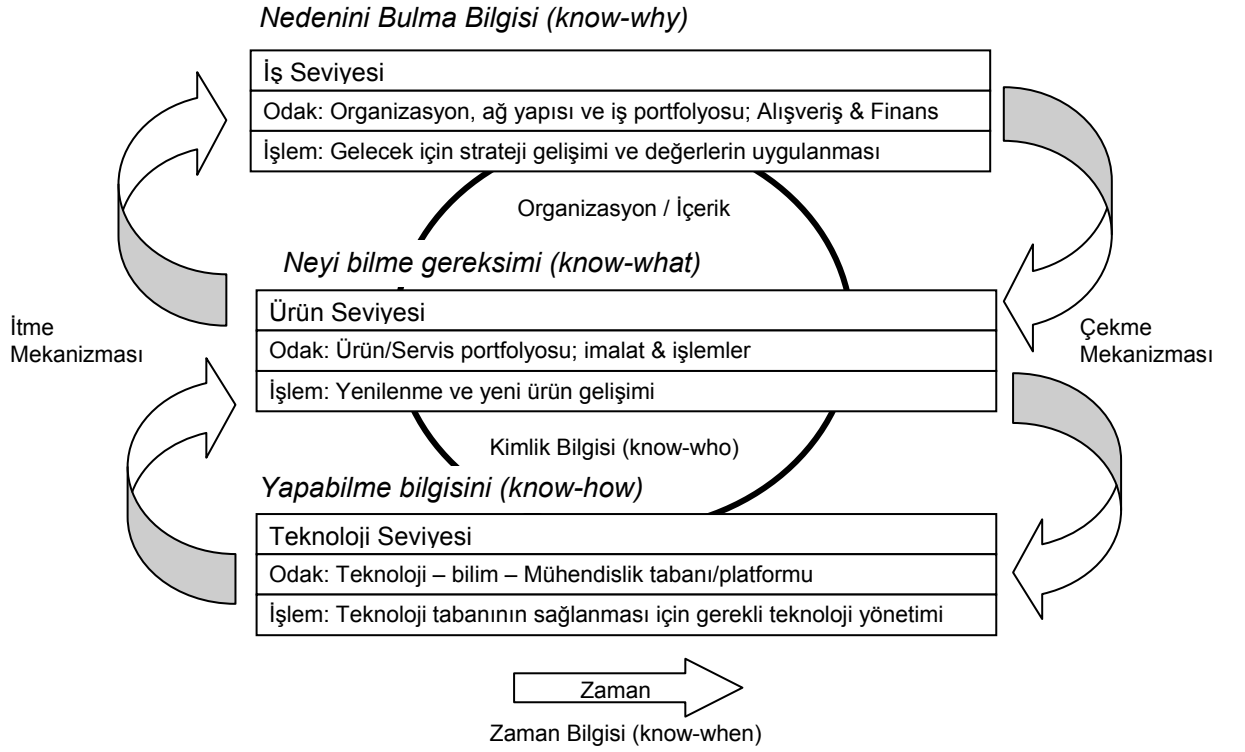 Nedenini Bulma Bilgisi (know-why)
İş Seviyesi
Odak: Organizasyon, ağ yapısı ve iş portfolyosu; Alışveriş & Finans
İşlem: Gelecek için strateji gelişimi ve değerlerin uygulanması
Organizasyon / İçerik
Neyi bilme gereksimi (know-what)
Ürün Seviyesi
Odak: Ürün/Servis portfolyosu; imalat & işlemler
İşlem: Yenilenme ve yeni ürün gelişimi
İtme
Mekanizması
Çekme
Mekanizması
Kimlik Bilgisi (know-who)
Yapabilme bilgisini (know-how)
Teknoloji Seviyesi
Odak: Teknoloji – bilim – Mühendislik tabanı/platformu
İşlem: Teknoloji tabanının sağlanması için gerekli teknoloji yönetimi
Zaman
Zaman Bilgisi (know-when)